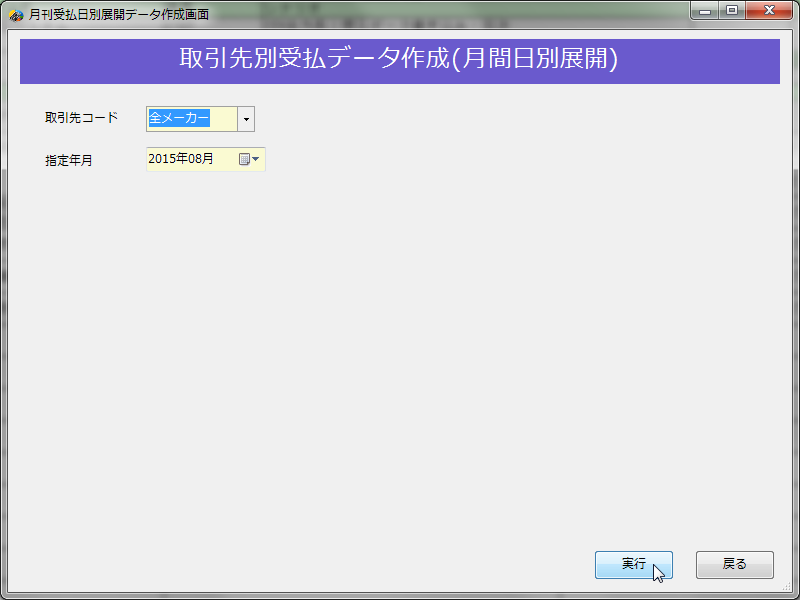 月刊受払日別展開データ作成画面
取引先別受払データ作成(月間日別展開)
取引先コード 全メーカー
指定年月 2015年08月
実行 戻る